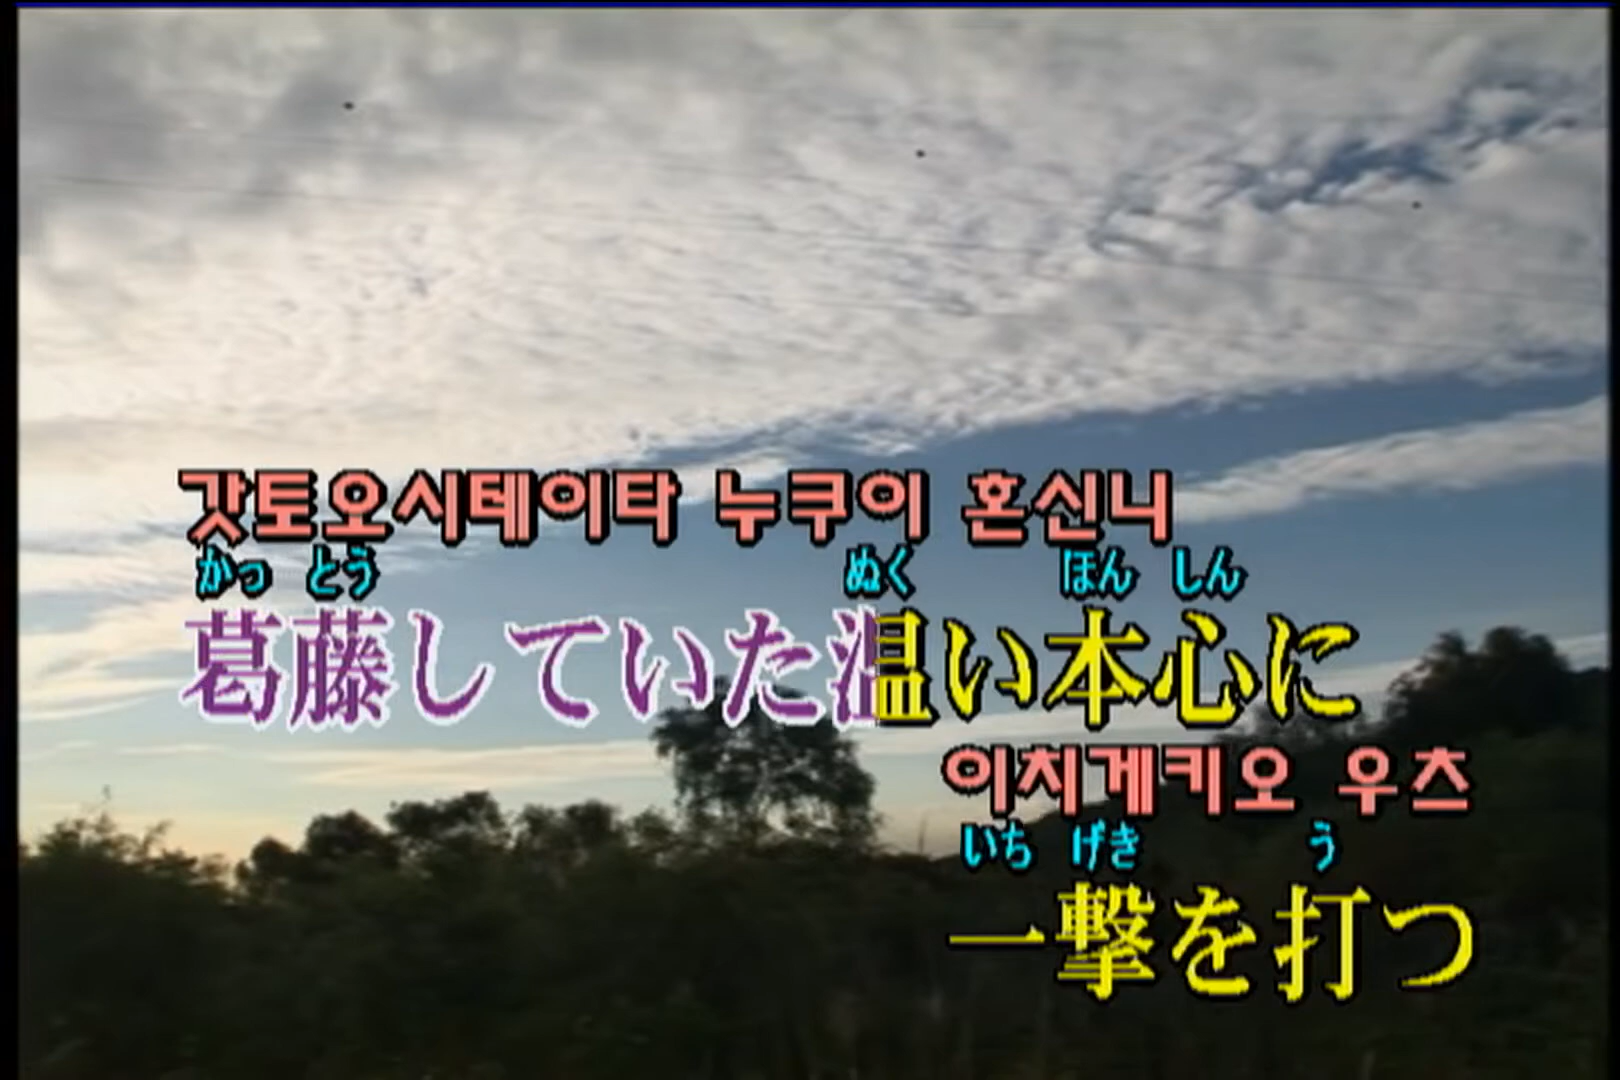 갓토오시테이타 누쿠이 혼신니
かっ とう ぬく ほん しん
葛藤していた温い本心に
이치게키오 우츠
いち げき う
一撃を打つ